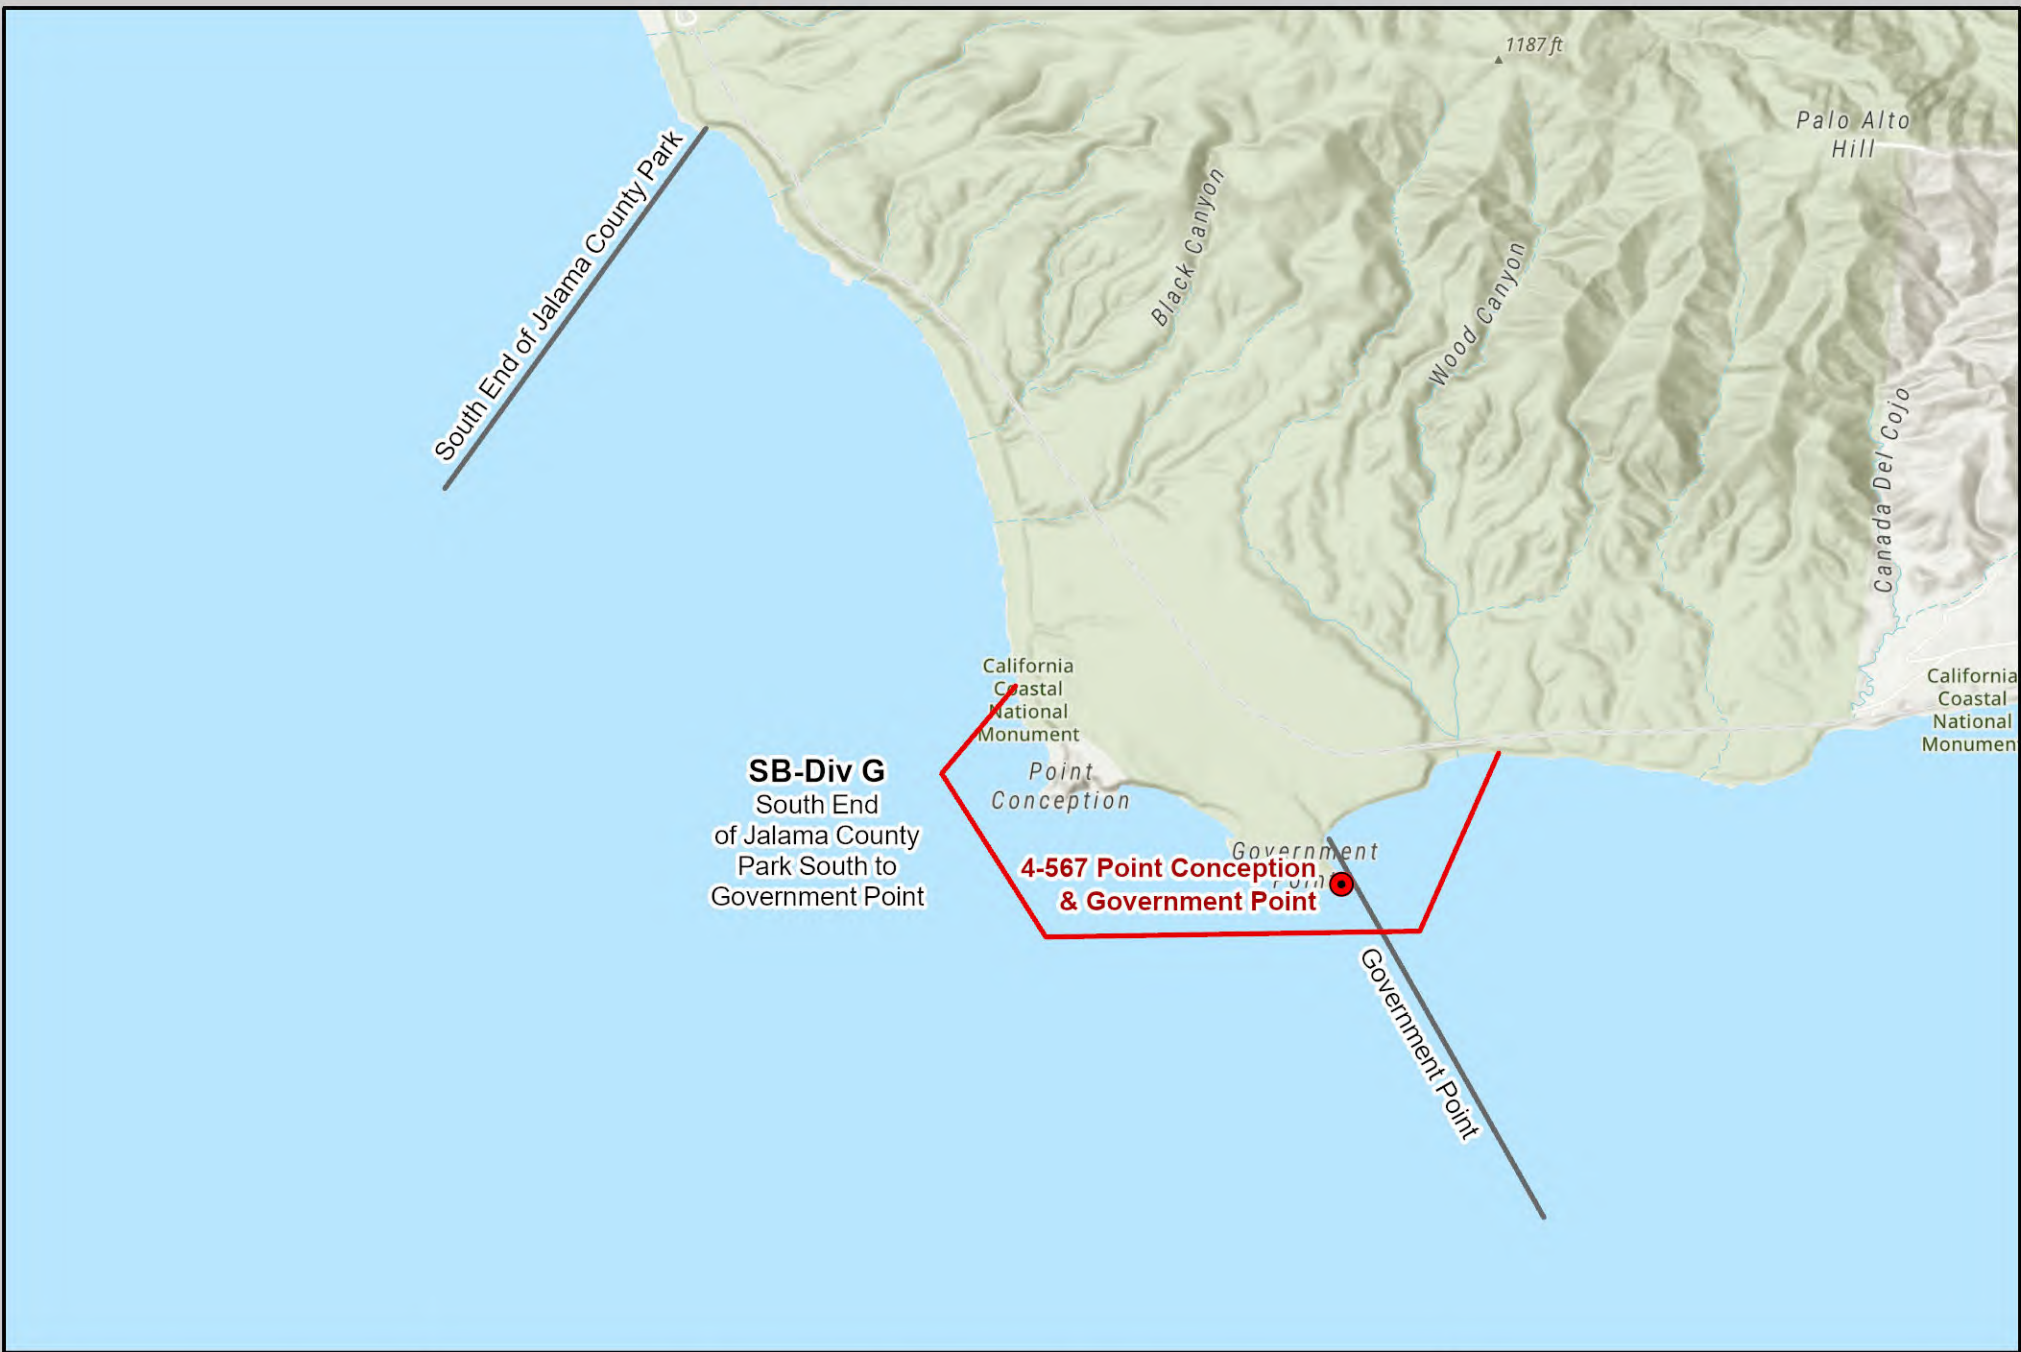 1187 ft
Palo Alto
Hill
South End of Jalama County Park
Black Canyon
Wood Canyon
Canada Del Cojo
California
Coastal
National
Monument
California
Coastal
National
Monument
Point
Conception
SB-Div G
South End
of Jalama County
Park South to
Government Point
Government
Point
4-567 Point Conception
& Government Point
Government Point